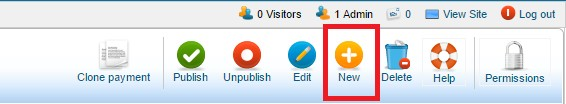 0 Visitors 1 Admin 0 View Site Log out
Clone payment Publish Unpublish Edit New Delete Help Permissions